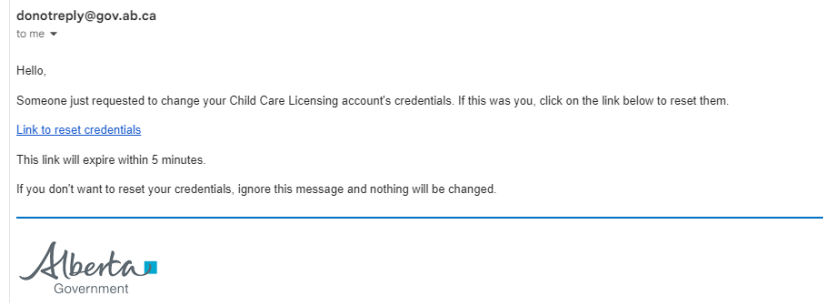 donotreply@gov.ab.ca
to me
Hello,
Someone just requested to change your Child Care Licensing account's credentials. If this was you, click on the link below to reset them.
Link to reset credentials
This link will expire within 5 minutes.
If you don't want to reset your credentials, ignore this message and nothing will be changed.
Alberta
Government